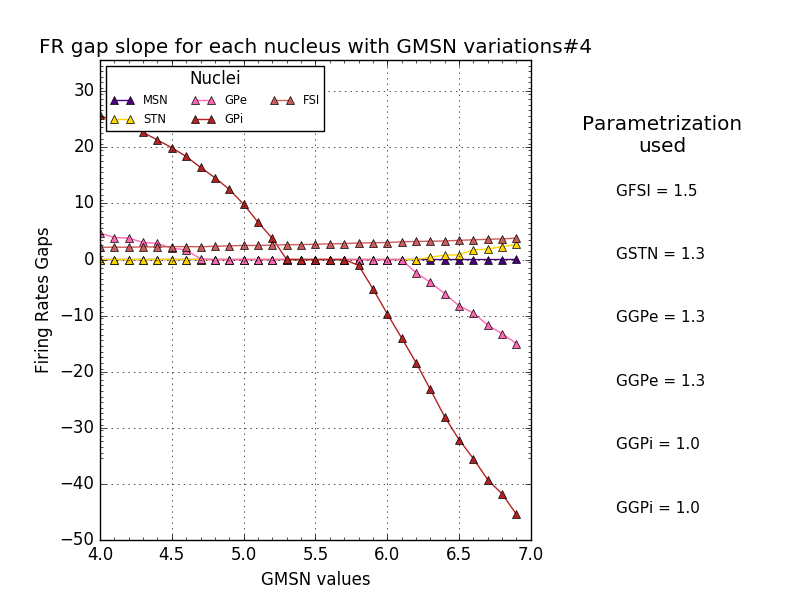 FR gap slope for each nucleus with GMSN variations#4
Nuclei
MSN
GPe
FSI
STN
GPi
30
20
10
0
−10
−20
−30
−40
−50
Firing Rates Gaps
4.0 4.5 5.0 5.5 6.0 6.5 7.0
GMSN values
Parametrization
used
GFSI = 1.5
GSTN = 1.3
GGPe = 1.3
GGPe = 1.3
GGPi = 1.0
GGPi = 1.0